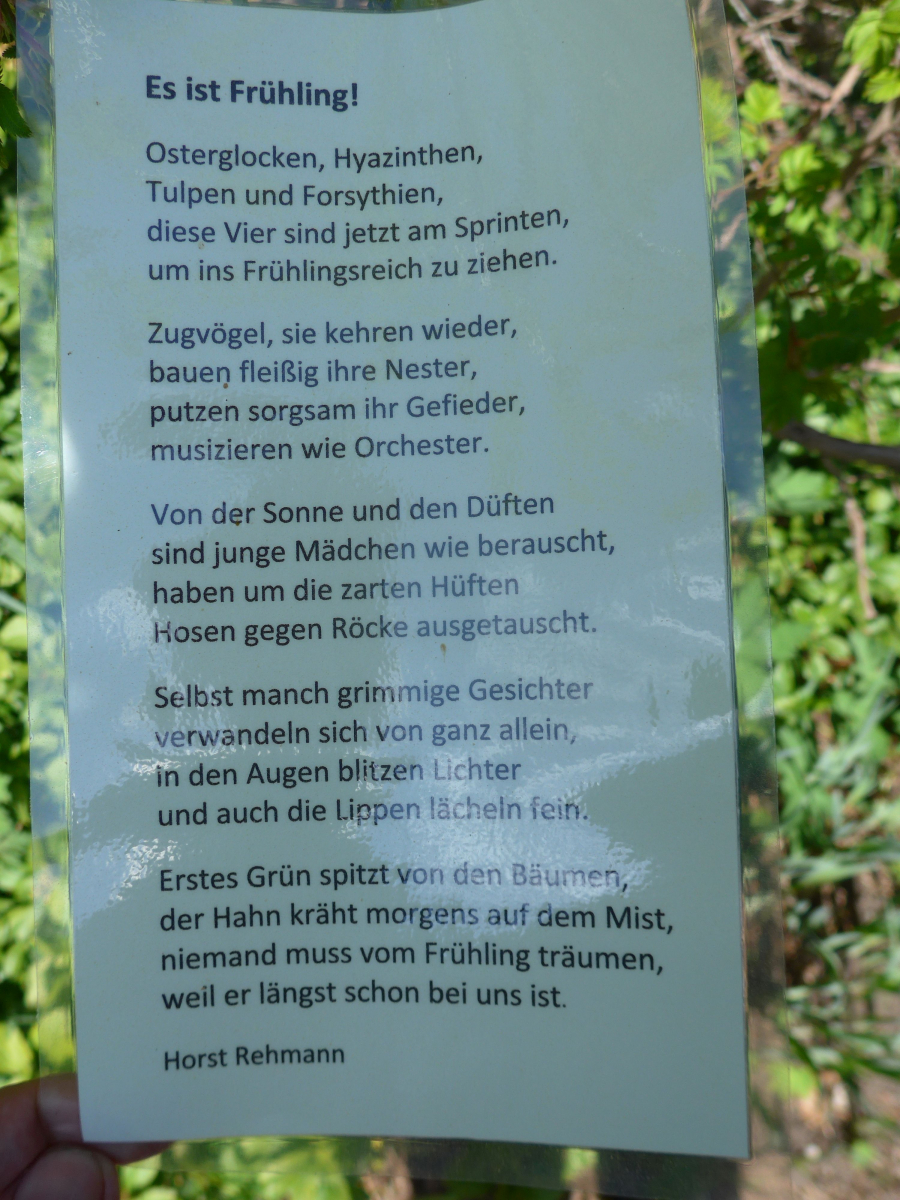 Es ist Frühling!
Osterglocken, Hyazinthen,
Tulpen und Forsythien,
diese Vier sind jetzt am Sprinten,
um ins Frühlingsreich zu ziehen.
Zugvögel, sie kehren wieder,
bauen fleißig ihre Nester,
putzen sorgsam ihr Gefieder,
musizieren wie Orchester.
Von der Sonne und den Düften
sind junge Mädchen wie berauscht,
haben um die zarten Hüften
Hosen gegen Röcke ausgetauscht.
Selbst manch grimmige Gesichter
verwandeln sich von ganz allein,
in den Augen blitzen Lichter
und auch die Lippen lächeln fein.
Erstes Grün spitzt von den Bäumen,
der Hahn kräht morgens auf dem Mist,
niemand muss vom Frühling träumen,
weil er längst schon bei uns ist.
Horst Rehmann